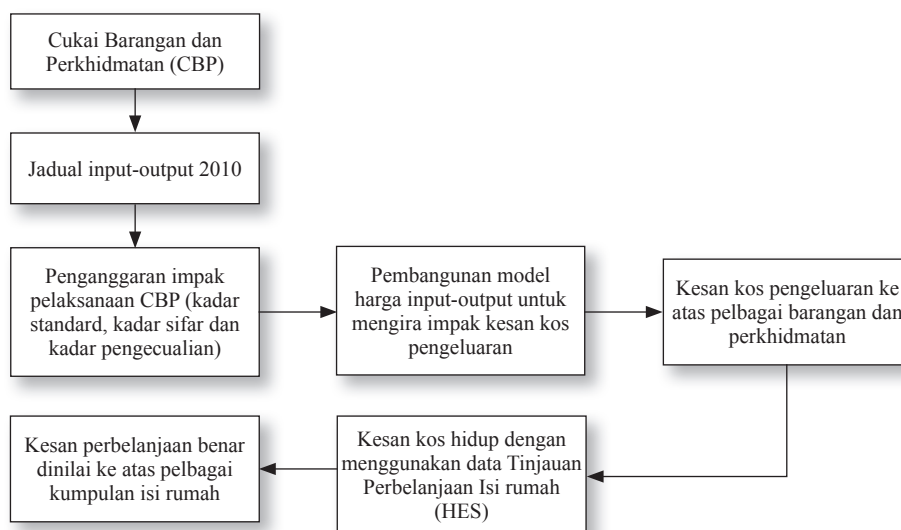 Cukai Barangan dan
Perkhidmatan (CBP)
Jadual input-output 2010
Penganggaran impak
pelaksanaan CBP (kadar
standard, kadar sifar dan
kadar pengecualian)
Pembangunan model
harga input-output untuk
mengira impak kesan kos
pengeluaran
Kesan kos pengeluaran ke
atas pelbagai barangan dan
perkhidmatan
Kesan perbelanjaan benar
dinilai ke atas pelbagai
kumpulan isi rumah
Kesan kos hidup dengan
menggunakan data Tinjauan
Perbelanjaan Isi rumah
(HES)